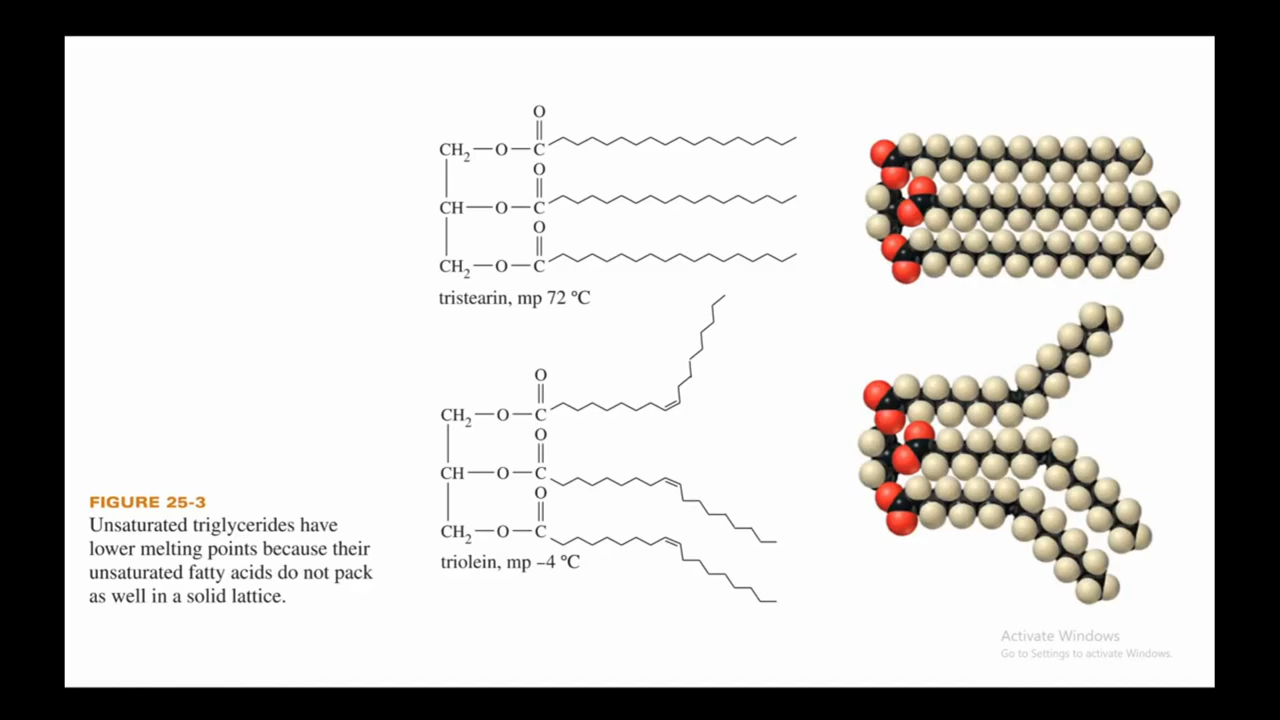 O
CH₂—O—C
O
CH—O—C
O
CH₂—O—C
tristearin, mp 72 °C
O
CH₂—O—C
O
CH—O—C
O
CH₂—O—C
triolein, mp –4 °C
FIGURE 25-3
Unsaturated triglycerides have
lower melting points because their
unsaturated fatty acids do not pack
as well in a solid lattice.
Activate Windows
Go to Settings to activate Windows.